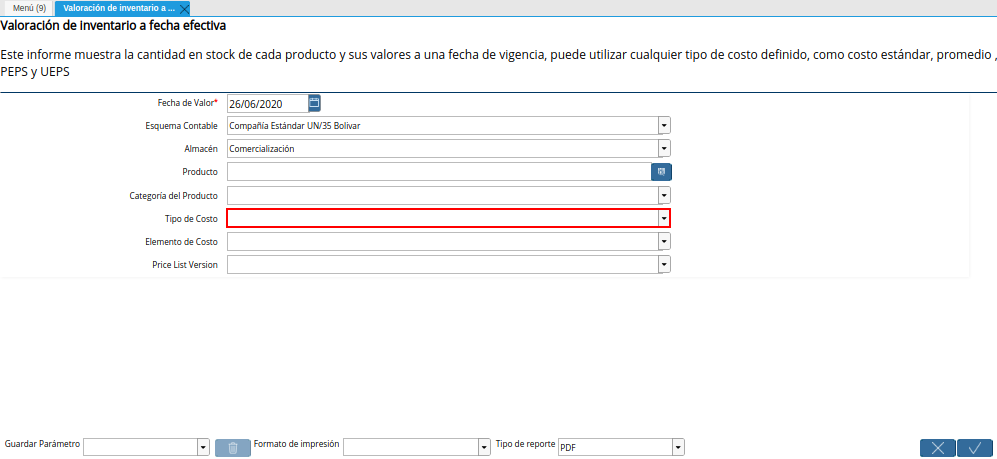 Menú (9) Valoración de inventario a ...
Valoración de inventario a fecha efectiva
Este informe muestra la cantidad en stock de cada producto y sus valores a una fecha de vigencia, puede utilizar cualquier tipo de costo definido, como costo estándar, promedio ,
PEPS y UEPS
Fecha de Valor* 26/06/2020
Esquema Contable Compañía Estándar UN/35 Bolivar
Almacén Comercialización
Producto
Categoría del Producto
Tipo de Costo
Elemento de Costo
Price List Version
Guardar Parámetro Formato de impresión Tipo de reporte PDF